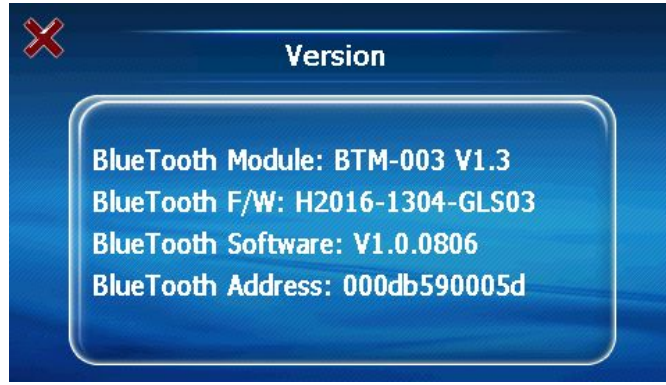 Version
BlueTooth Module: BTM-003 V1.3
BlueTooth F/W: H2016-1304-GLS03
BlueTooth Software: V1.0.0806
BlueTooth Address: 000db590005d